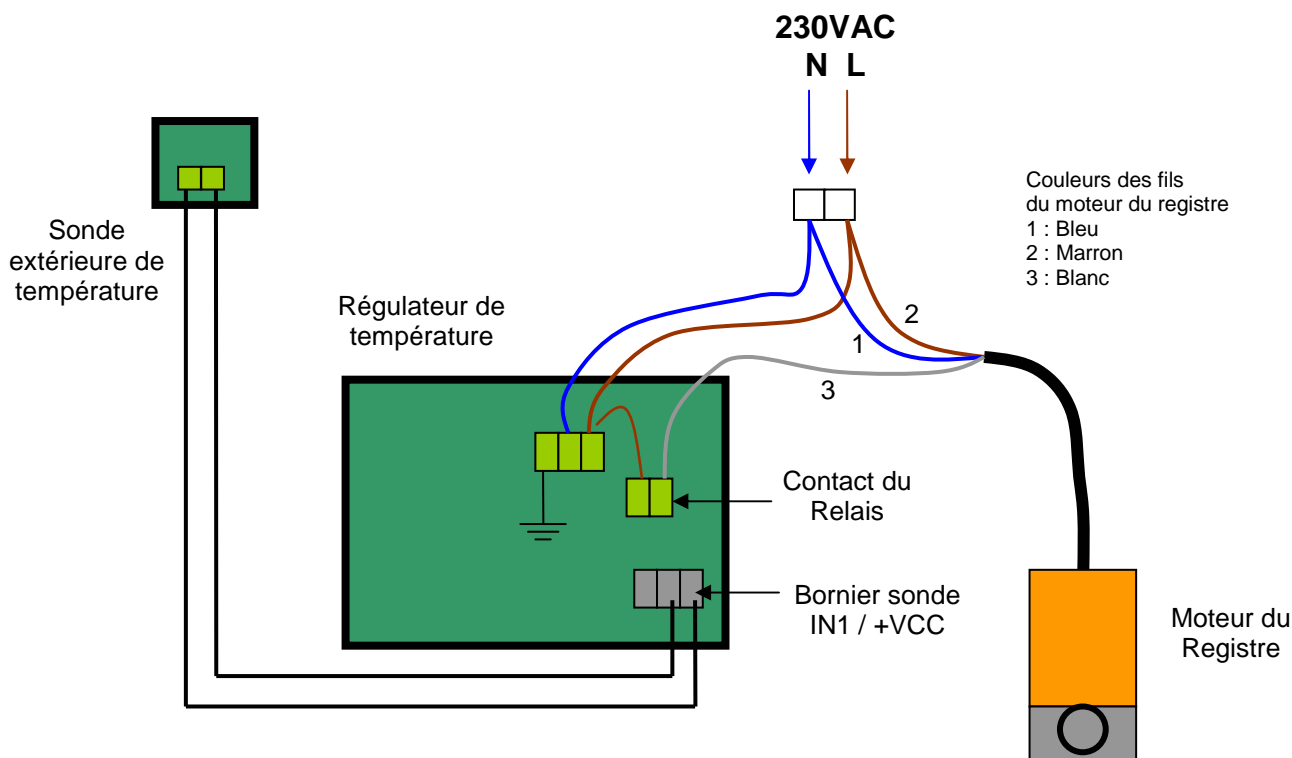 230VAC
N L
Couleurs des fils
du moteur du registre
1 : Bleu
2 : Marron
3 : Blanc
Sonde
extérieure de
température
Régulateur de
température
2
1
3
Contact du
Relais
Bornier sonde
IN1 / +VCC
Moteur du
Registre